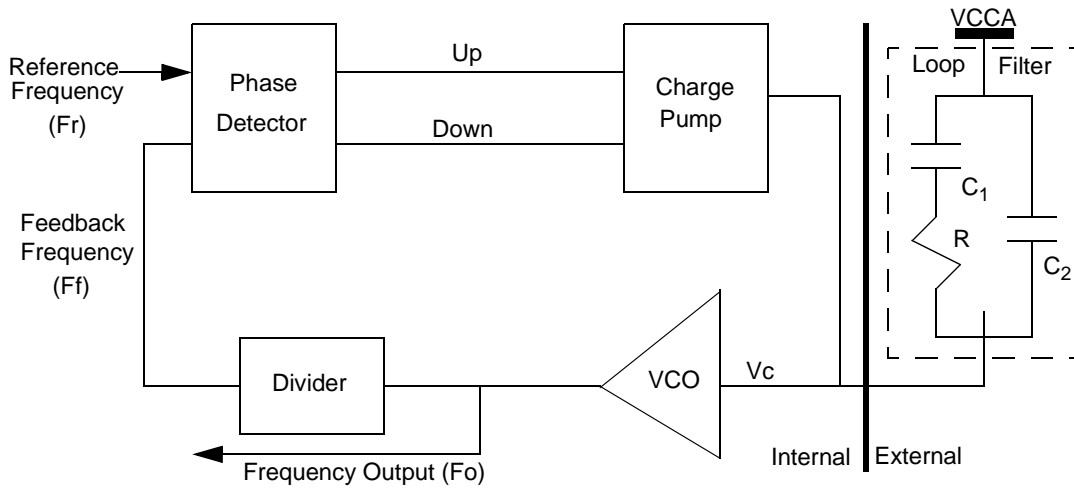 VCCA
Loop Filter
Reference
Frequency
(Fr)
Phase
Detector
Up
Down
Charge
Pump
C1
R
C2
Feedback
Frequency
(Ff)
Divider
VCO
Vc
Frequency Output (Fo)
Internal
External